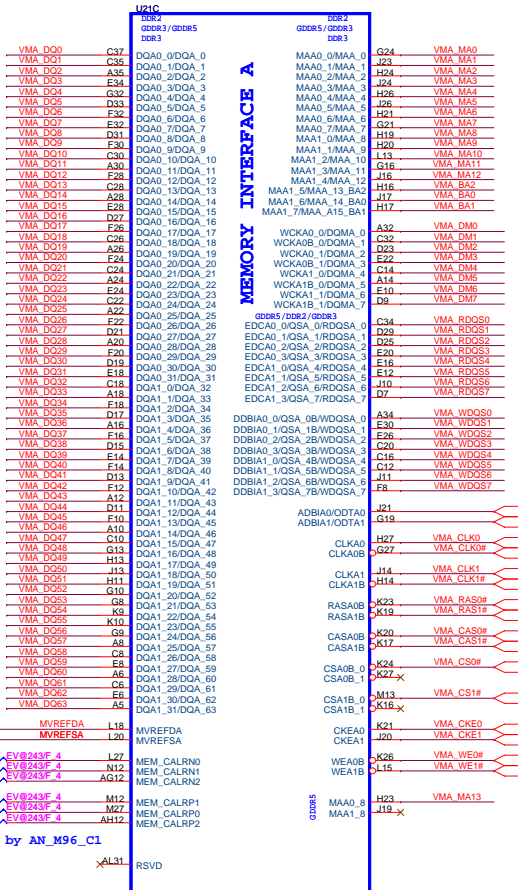 U21C
DDR2
GDDR3/GDDR5
DDR3
DDR2
GDDR5/GDDR3
DDR3
MEMORY INTERFACE A
VMA_DQ0 C37 DQA0_0/DQA_0
VMA_DQ1 C35 DQA0_1/DQA_1
VMA_DQ2 A35 DQA0_2/DQA_2
VMA_DQ3 E34 DQA0_3/DQA_3
VMA_DQ4 G32 DQA0_4/DQA_4
VMA_DQ5 D33 DQA0_5/DQA_5
VMA_DQ6 F32 DQA0_6/DQA_6
VMA_DQ7 E32 DQA0_7/DQA_7
VMA_DQ8 D31 DQA0_8/DQA_8
VMA_DQ9 F30 DQA0_9/DQA_9
VMA_DQ10 C30 DQA0_10/DQA_10
VMA_DQ11 A30 DQA0_11/DQA_11
VMA_DQ12 F28 DQA0_12/DQA_12
VMA_DQ13 C28 DQA0_13/DQA_13
VMA_DQ14 A28 DQA0_14/DQA_14
VMA_DQ15 E28 DQA0_15/DQA_15
VMA_DQ16 D27 DQA0_16/DQA_16
VMA_DQ17 F26 DQA0_17/DQA_17
VMA_DQ18 C26 DQA0_18/DQA_18
VMA_DQ19 A26 DQA0_19/DQA_19
VMA_DQ20 F24 DQA0_20/DQA_20
VMA_DQ21 C24 DQA0_21/DQA_21
VMA_DQ22 A24 DQA0_22/DQA_22
VMA_DQ23 E24 DQA0_23/DQA_23
VMA_DQ24 C22 DQA0_24/DQA_24
VMA_DQ25 A22 DQA0_25/DQA_25
VMA_DQ26 F22 DQA0_26/DQA_26
VMA_DQ27 D21 DQA0_27/DQA_27
VMA_DQ28 A20 DQA0_28/DQA_28
VMA_DQ29 F20 DQA0_29/DQA_29
VMA_DQ30 D19 DQA0_30/DQA_30
VMA_DQ31 E18 DQA0_31/DQA_31
VMA_DQ32 C18 DQA1_0/DQA_32
VMA_DQ33 A18 DQA1_1/DQA_33
VMA_DQ34 F18 DQA1_2/DQA_34
VMA_DQ35 D17 DQA1_3/DQA_35
VMA_DQ36 A16 DQA1_4/DQA_36
VMA_DQ37 F16 DQA1_5/DQA_37
VMA_DQ38 D15 DQA1_6/DQA_38
VMA_DQ39 E14 DQA1_7/DQA_39
VMA_DQ40 F14 DQA1_8/DQA_40
VMA_DQ41 D13 DQA1_9/DQA_41
VMA_DQ42 F12 DQA1_10/DQA_42
VMA_DQ43 A12 DQA1_11/DQA_43
VMA_DQ44 D11 DQA1_12/DQA_44
VMA_DQ45 F10 DQA1_13/DQA_45
VMA_DQ46 A10 DQA1_14/DQA_46
VMA_DQ47 C10 DQA1_15/DQA_47
VMA_DQ48 G13 DQA1_16/DQA_48
VMA_DQ49 H13 DQA1_17/DQA_49
VMA_DQ50 J13 DQA1_18/DQA_50
VMA_DQ51 H11 DQA1_19/DQA_51
VMA_DQ52 G10 DQA1_20/DQA_52
VMA_DQ53 G8 DQA1_21/DQA_53
VMA_DQ54 K9 DQA1_22/DQA_54
VMA_DQ55 K10 DQA1_23/DQA_55
VMA_DQ56 G9 DQA1_24/DQA_56
VMA_DQ57 A8 DQA1_25/DQA_57
VMA_DQ58 C8 DQA1_26/DQA_58
VMA_DQ59 E8 DQA1_27/DQA_59
VMA_DQ60 A6 DQA1_28/DQA_60
VMA_DQ61 C6 DQA1_29/DQA_61
VMA_DQ62 E6 DQA1_30/DQA_62
VMA_DQ63 A5 DQA1_31/DQA_63
MVREFDA L18 MVREFDA
MVREFSA L20 MVREFSA
EV@243/F_4 L27 MEM_CALRN0
EV@243/F_4 N12 MEM_CALRN1
EV@243/F_4 AG12 MEM_CALRN2
EV@243/F_4 M12 MEM_CALRP1
EV@243/F_4 M27 MEM_CALRP0
EV@243/F_4 AH12 MEM_CALRP2
by AN_M96_C1
AL31 RSVD
MAA0_0/MAA_0 G24 VMA_MA0
MAA0_1/MAA_1 J23 VMA_MA1
MAA0_2/MAA_2 H24 VMA_MA2
MAA0_3/MAA_3 J24 VMA_MA3
MAA0_4/MAA_4 H26 VMA_MA4
MAA0_5/MAA_5 J26 VMA_MA5
MAA0_6/MAA_6 H21 VMA_MA6
MAA0_7/MAA_7 G21 VMA_MA7
MAA1_0/MAA_8 H19 VMA_MA8
MAA1_1/MAA_9 H20 VMA_MA9
MAA1_2/MAA_10 L13 VMA_MA10
MAA1_3/MAA_11 G16 VMA_MA11
MAA1_4/MAA_12 J16 VMA_MA12
MAA1_5/MAA_13_BA2 H16 VMA_BA2
MAA1_6/MAA_14_BA0 J17 VMA_BA0
MAA1_7/MAA_A15_BA1 H17 VMA_BA1
WCKA0_0/DQMA_0 A32 VMA_DM0
WCKA0B_0/DQMA_1 C32 VMA_DM1
WCKA0_1/DQMA_2 D23 VMA_DM2
WCKA0B_1/DQMA_3 E22 VMA_DM3
WCKA1_0/DQMA_4 C14 VMA_DM4
WCKA1B_0/DQMA_5 A14 VMA_DM5
WCKA1_1/DQMA_6 E10 VMA_DM6
WCKA1B_1/DQMA_7 D9 VMA_DM7
GDDR5/DDR2/GDDR3
EDCA0_0/QSA_0/RDQSA_0 C34 VMA_RDQS0
EDCA0_1/QSA_1/RDQSA_1 D29 VMA_RDQS1
EDCA0_2/QSA_2/RDQSA_2 D25 VMA_RDQS2
EDCA0_3/QSA_3/RDQSA_3 E20 VMA_RDQS3
EDCA1_0/QSA_4/RDQSA_4 E16 VMA_RDQS4
EDCA1_1/QSA_5/RDQSA_5 E12 VMA_RDQS5
EDCA1_2/QSA_6/RDQSA_6 J10 VMA_RDQS6
EDCA1_3/QSA_7/RDQSA_7 D7 VMA_RDQS7
DDBIA0_0/QSA_0B/WDQSA_0 A34 VMA_WDQS0
DDBIA0_1/QSA_1B/WDQSA_1 E30 VMA_WDQS1
DDBIA0_2/QSA_2B/WDQSA_2 E26 VMA_WDQS2
DDBIA0_3/QSA_3B/WDQSA_3 C20 VMA_WDQS3
DDBIA1_0/QSA_4B/WDQSA_4 C16 VMA_WDQS4
DDBIA1_1/QSA_5B/WDQSA_5 C12 VMA_WDQS5
DDBIA1_2/QSA_6B/WDQSA_6 J11 VMA_WDQS6
DDBIA1_3/QSA_7B/WDQSA_7 F8 VMA_WDQS7
ADBIA0/ODTA0 J21
ADBIA1/ODTA1 G19
CLKA0 H27 VMA_CLK0
CLKA0B G27 VMA_CLK0#
CLKA1 J14 VMA_CLK1
CLKA1B H14 VMA_CLK1#
RASA0B K23 VMA_RAS0#
RASA1B K19 VMA_RAS1#
CASA0B K20 VMA_CAS0#
CASA1B K17 VMA_CAS1#
CSA0B_0 K24 VMA_CS0#
CSA0B_1 K27
CSA1B_0 M13 VMA_CS1#
CSA1B_1 K16
CKEA0 K21 VMA_CKE0
CKEA1 J20 VMA_CKE1
WEA0B K26 VMA_WE0#
WEA1B L15 VMA_WE1#
GDDR5
MAA0_8 H23 VMA_MA13
MAA1_8 J19